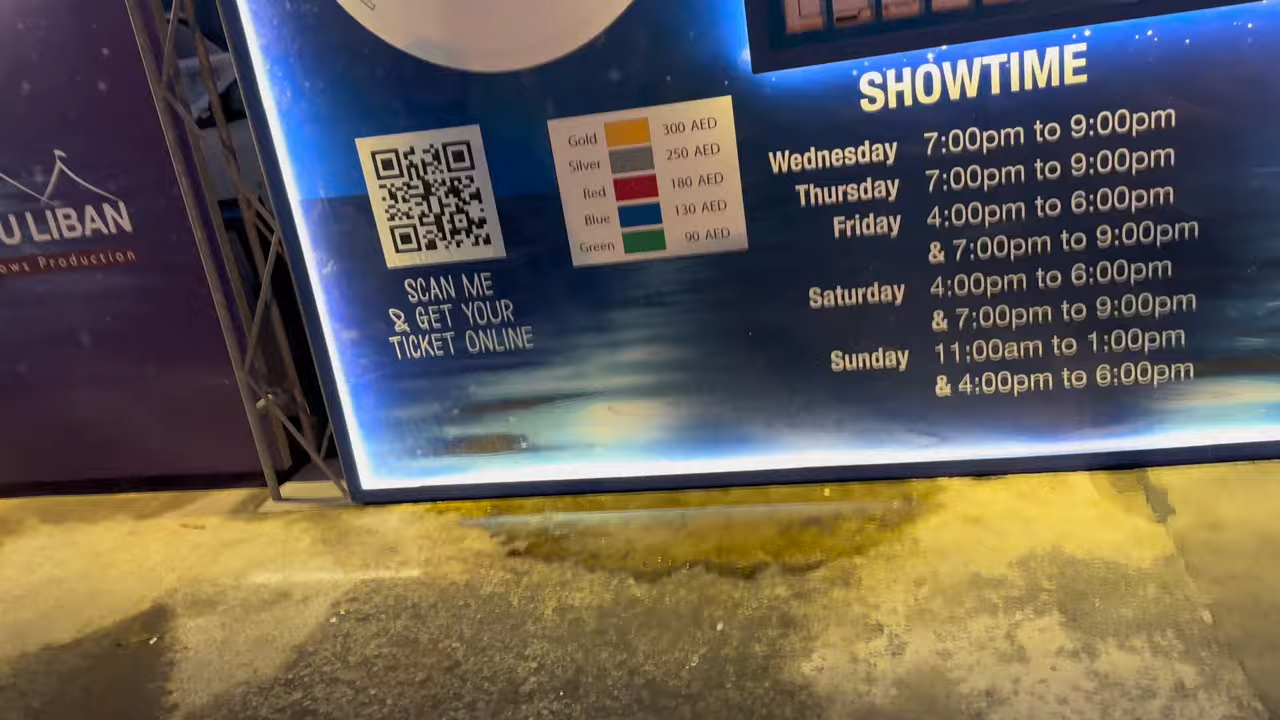 U LIBAN
ows Production
SCAN ME
& GET YOUR
TICKET ONLINE
Gold 300 AED
Silver 250 AED
Red 180 AED
Blue 130 AED
Green 90 AED
SHOWTIME
Wednesday 7:00pm to 9:00pm
Thursday 7:00pm to 9:00pm
Friday 4:00pm to 6:00pm
& 7:00pm to 9:00pm
Saturday 4:00pm to 6:00pm
& 7:00pm to 9:00pm
Sunday 11:00am to 1:00pm
& 4:00pm to 6:00pm